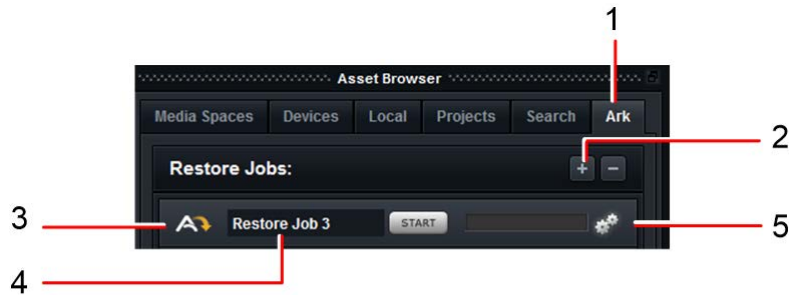 1
Asset Browser
Media Spaces Devices Local Projects Search Ark
2
Restore Jobs: + −
3
Restore Job 3 START
5
4